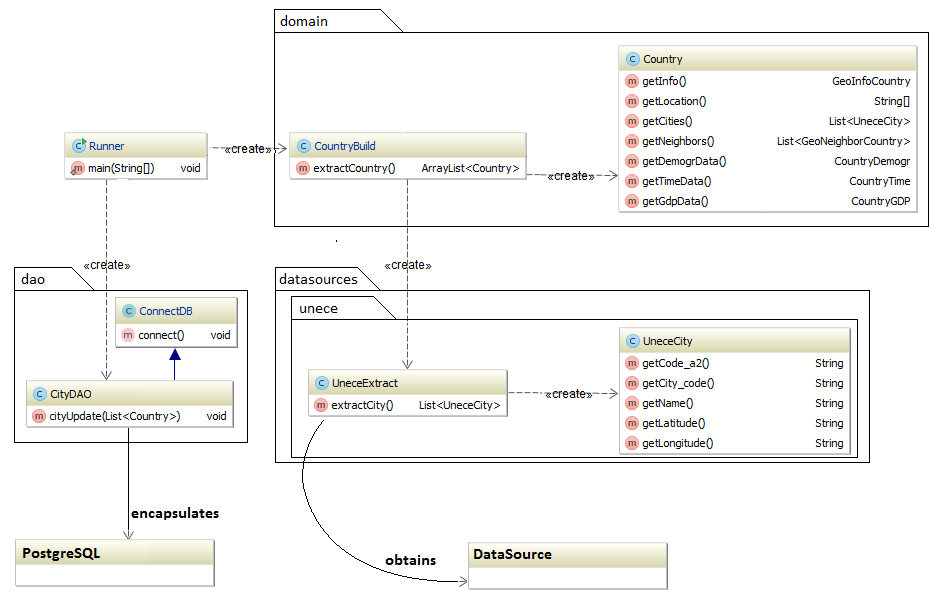 domain
C Country
m getInfo() GeoInfoCountry
m getLocation() String[]
m getCities() List<UneceCity>
m getNeighbors() List<GeoNeighborCountry>
m getDemogrData() CountryDemogr
m getTimeData() CountryTime
m getGdpData() CountryGDP
C Runner
m main(String[]) void
«create»
C CountryBuild
m extractCountry() ArrayList<Country>
«create»
«create»
«create»
dao
C ConnectDB
m connect() void
C CityDAO
m cityUpdate(List<Country>) void
datasources
unece
C UneceCity
m getCode_a2() String
m getCity_code() String
m getName() String
m getLatitude() String
m getLongitude() String
C UneceExtract
m extractCity() List<UneceCity>
«create»
encapsulates
PostgreSQL
obtains
DataSource